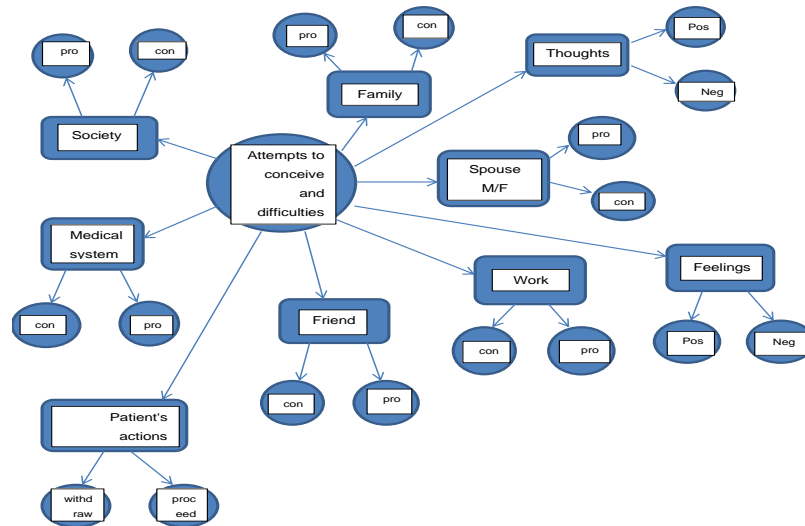 pro
con
Society
pro
con
Family
Thoughts
Pos
Neg
Attempts to
conceive
and
difficulties
Spouse
M/F
pro
con
Medical
system
con
pro
Friend
con
pro
Work
con
pro
Feelings
Pos
Neg
Patient's
actions
withd
raw
proc
eed